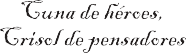 Cuna de héroes,
Crisol de pensadores